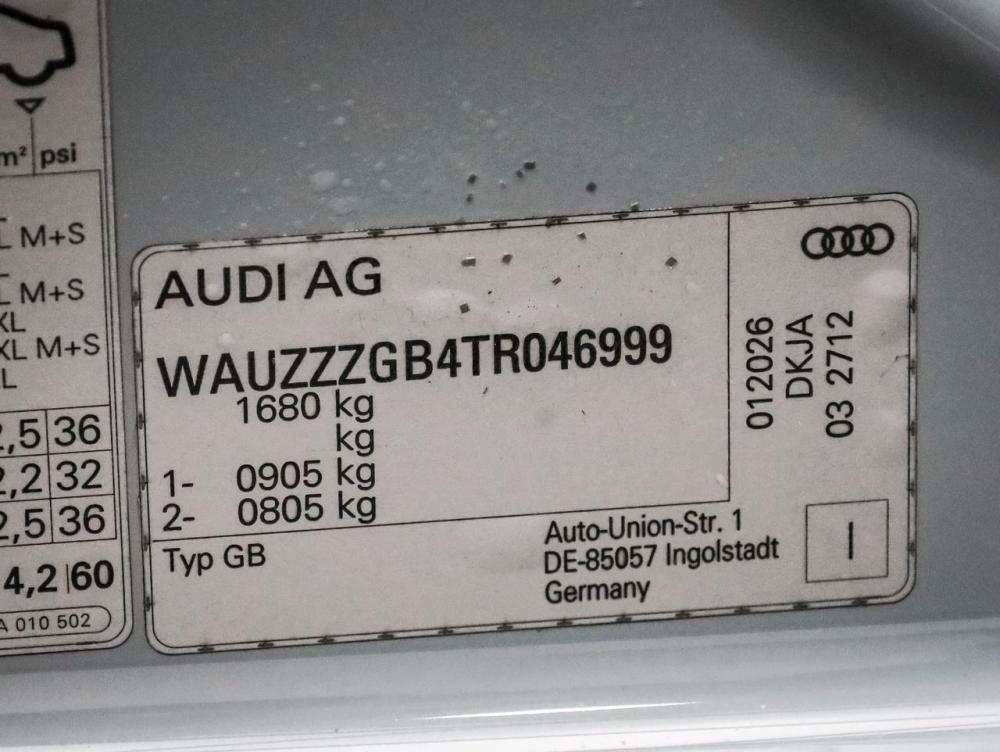 m² psi
L M+S
L M+S
XL
XL M+S
L
2,5 36
2,2 32
2,5 36
4,2 60
A 010 502
AUDI AG
WAUZZZGB4TR046999
1680 kg
kg
1- 0905 kg
2- 0805 kg
Typ GB
Auto-Union-Str. 1
DE-85057 Ingolstadt
Germany
012026
DKJA
03 2712
I